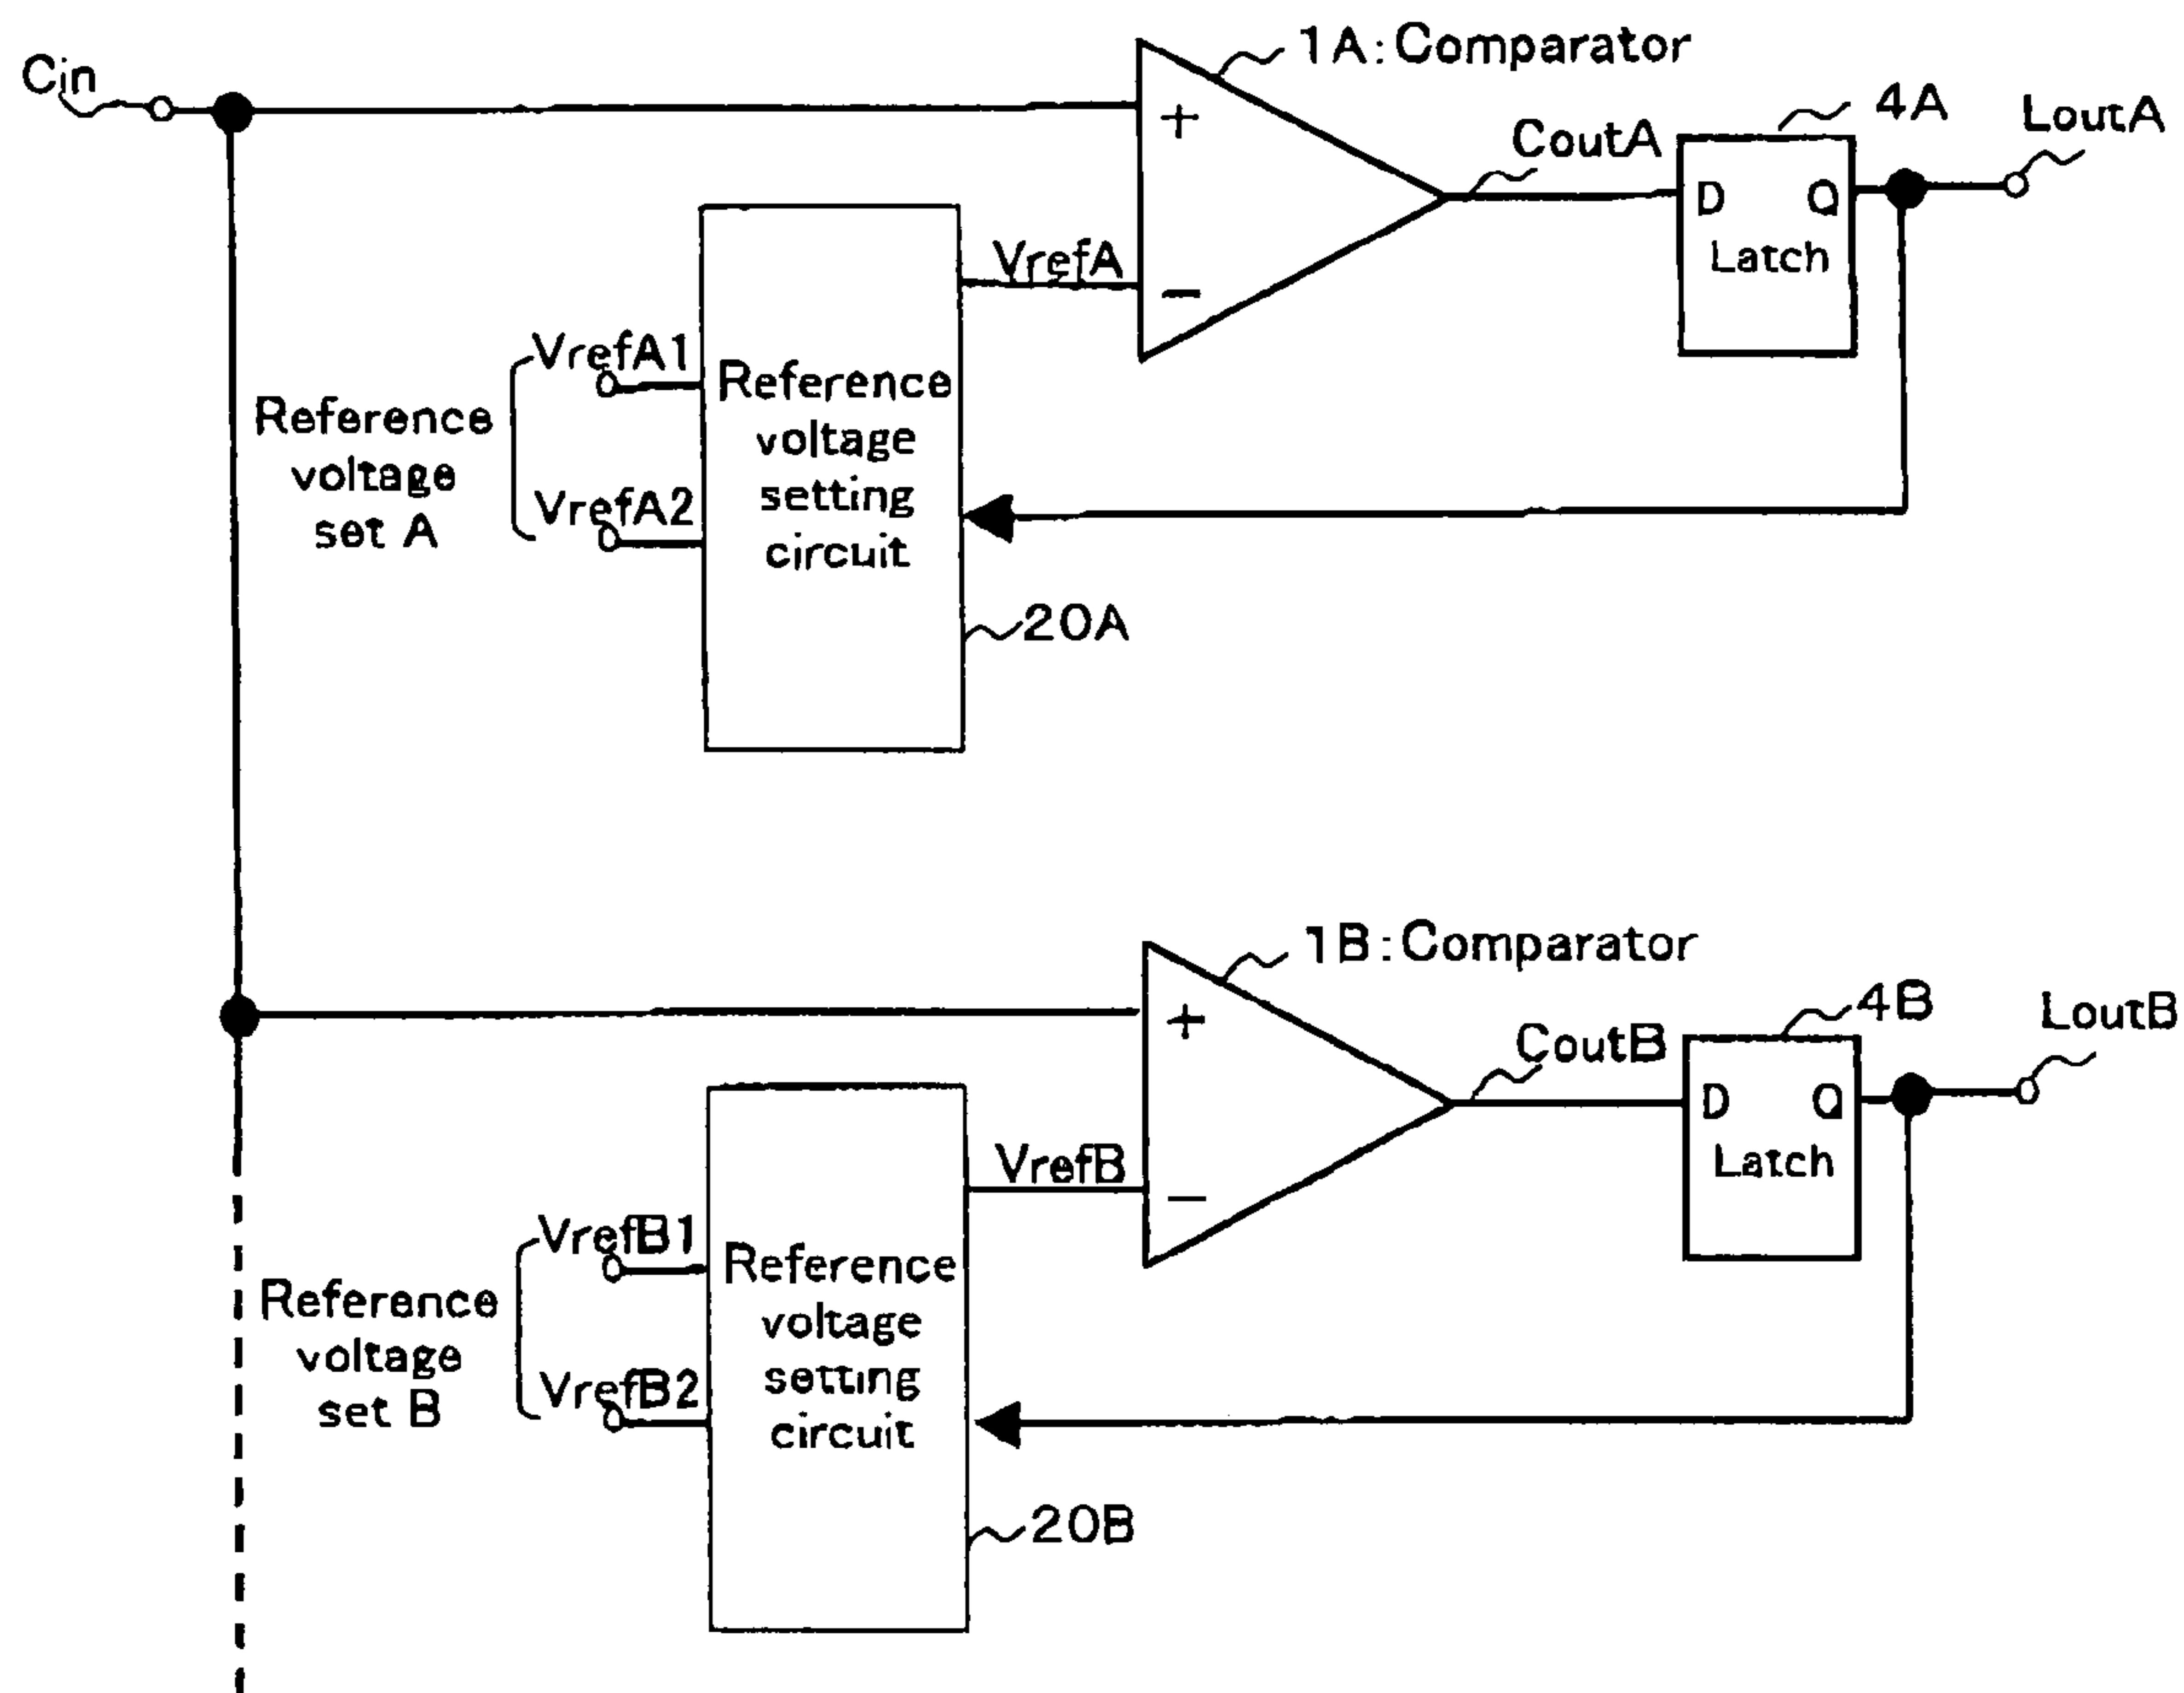 Cin
1A:Comparator
+
CoutA
4A
LoutA
D Q
Latch
VrefA
−
VrefA1
Reference
voltage
set A
VrefA2
Reference
voltage
setting
circuit
20A
1B:Comparator
+
CoutB
4B
LoutB
D Q
Latch
VrefB
−
VrefB1
Reference
voltage
set B
VrefB2
Reference
voltage
setting
circuit
20B